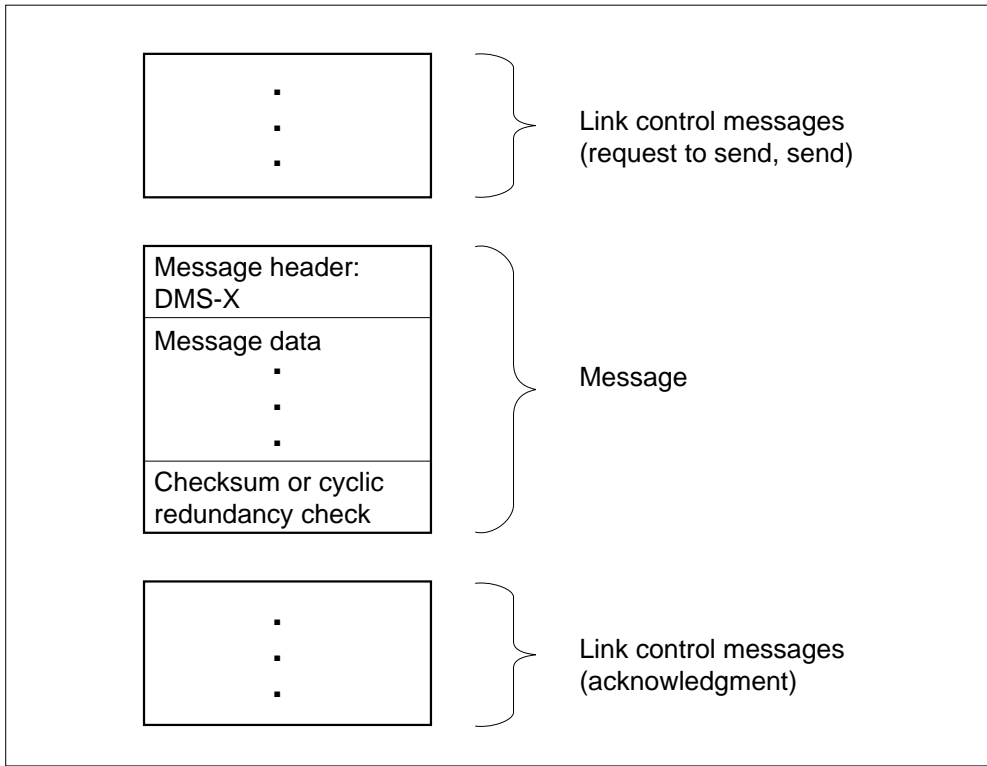 Link control messages
(request to send, send)
Message header:
DMS-X
Message data
Message
Checksum or cyclic
redundancy check
Link control messages
(acknowledgment)